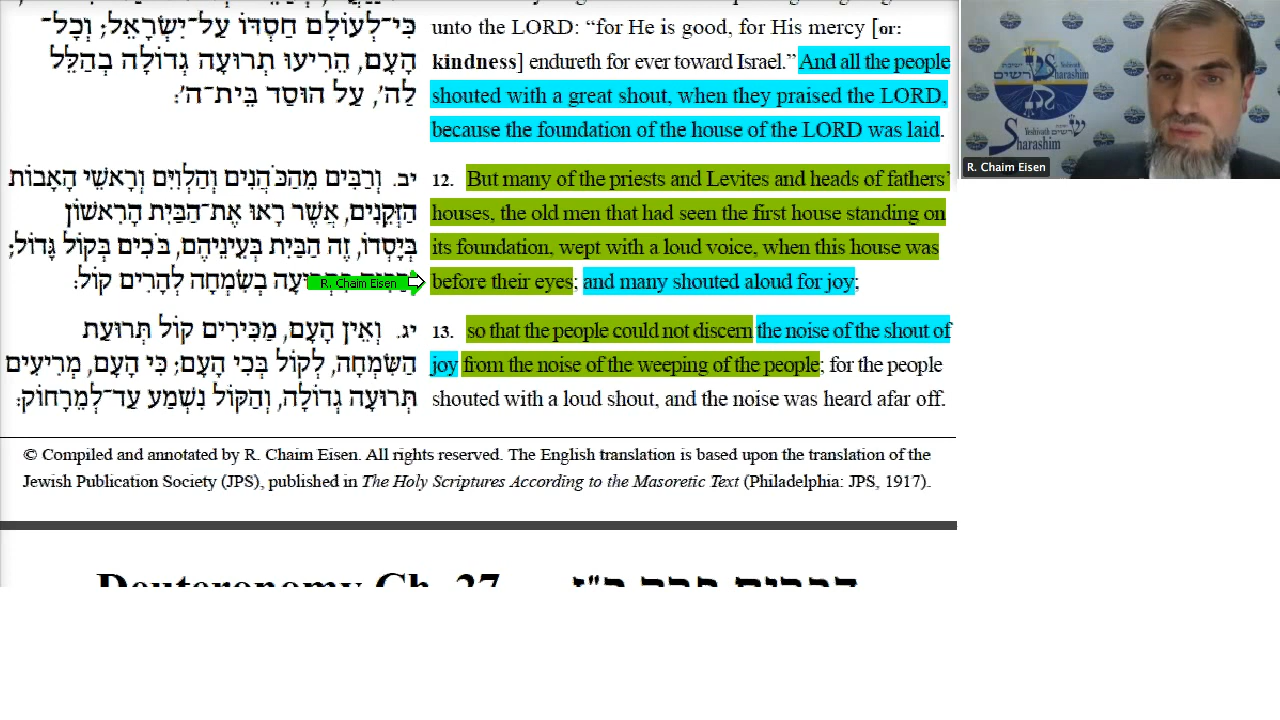 כִּי־לְעוֹלָם חַסְדּוֹ עַל־יִשְׂרָאֵל; וְכָל־
הָעָם, הֵרִיעוּ תְרוּעָה גְדוֹלָה בְהַלֵּל
לַה', עַל הוּסַד בֵּית־ה':
unto the LORD: “for He is good, for His mercy [or:
kindness] endureth for ever toward Israel.” And all the people
shouted with a great shout, when they praised the LORD,
because the foundation of the house of the LORD was laid.
יב. וְרַבִּים מֵהַכֹּהֲנִים וְהַלְוִיִּם וְרָאשֵׁי הָאָבוֹת
הַזְּקֵנִים, אֲשֶׁר רָאוּ אֶת־הַבַּיִת הָרִאשׁוֹן
בְּיָסְדוֹ, זֶה הַבַּיִת בְּעֵינֵיהֶם, בֹּכִים בְּקוֹל גָּדוֹל;
בְשִׂמְחָה לְהָרִים קוֹל:
12. But many of the priests and Levites and heads of fathers’
houses, the old men that had seen the first house standing on
its foundation, wept with a loud voice, when this house was
before their eyes; and many shouted aloud for joy;
R. Chaim Eisen
יג. וְאֵין הָעָם, מַכִּירִים קוֹל תְּרוּעַת
הַשִּׂמְחָה, לְקוֹל בְּכִי הָעָם; כִּי הָעָם, מְרִיעִים
תְּרוּעָה גְדוֹלָה, וְהַקּוֹל נִשְׁמַע עַד־לְמֵרָחוֹק:
13. so that the people could not discern the noise of the shout of
joy from the noise of the weeping of the people; for the people
shouted with a loud shout, and the noise was heard afar off.
© Compiled and annotated by R. Chaim Eisen. All rights reserved. The English translation is based upon the translation of the
Jewish Publication Society (JPS), published in The Holy Scriptures According to the Masoretic Text (Philadelphia: JPS, 1917).
Deuteronomy Ch. 27
דברים פרק כ"ז
ישיבת שרשים
Sharashim
Yeshivath שרשים
Sharashim
R. Chaim Eisen